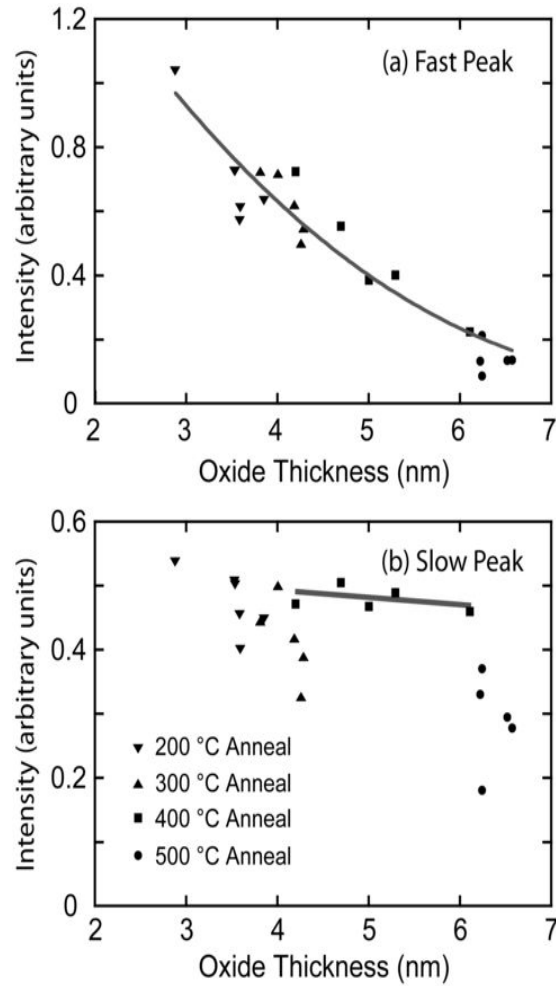 1.2
(a) Fast Peak
0.8
0.4
0
Intensity (arbitrary units)
2 3 4 5 6 7
Oxide Thickness (nm)
0.6
(b) Slow Peak
0.4
0.2
0
Intensity (arbitrary units)
200 °C Anneal
300 °C Anneal
400 °C Anneal
500 °C Anneal
2 3 4 5 6 7
Oxide Thickness (nm)